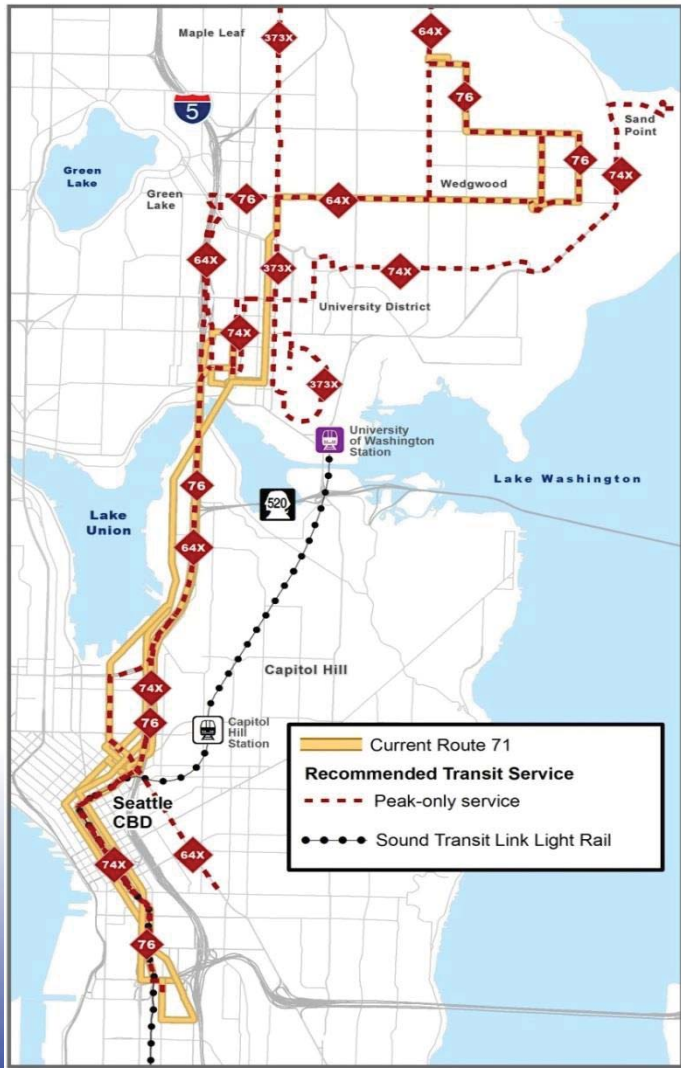 Maple Leaf
373X
64X
5
76
Sand
Point
Green
Lake
76
Green
Lake
76
64X
Wedgwood
74X
64X
373X
74X
University District
74X
373X
University
of Washington
Station
76
520
Lake Washington
Lake
Union
64X
Capitol Hill
74X
76
Capitol
Hill
Station
Current Route 71
Recommended Transit Service
Peak-only service
Sound Transit Link Light Rail
Seattle
CBD
64X
74X
76